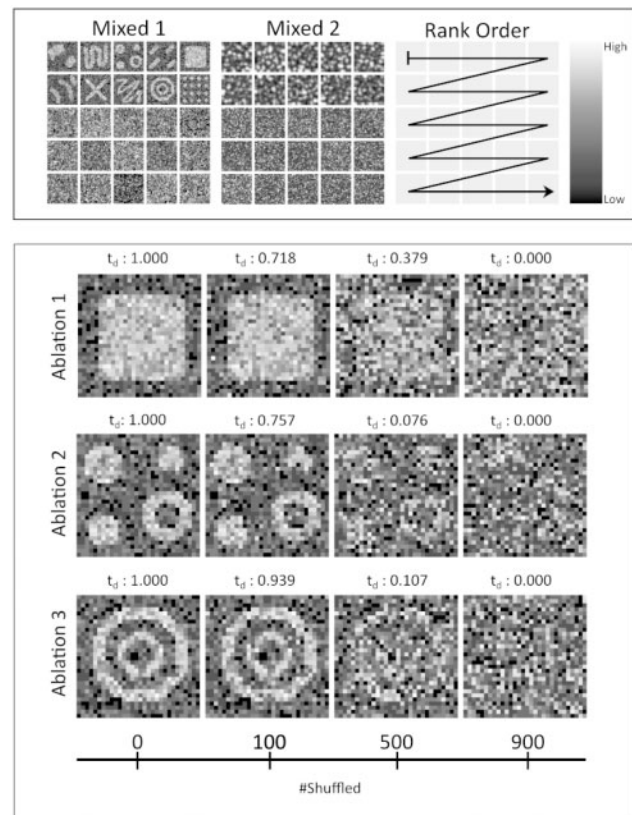 Mixed 1 Mixed 2 Rank Order
High
Low
t_d : 1.000 t_d : 0.718 t_d : 0.379 t_d : 0.000
Ablation 1
t_d: 1.000 t_d : 0.757 t_d : 0.076 t_d : 0.000
Ablation 2
t_d : 1.000 t_d : 0.939 t_d : 0.107 t_d : 0.000
Ablation 3
0 100 500 900
#Shuffled